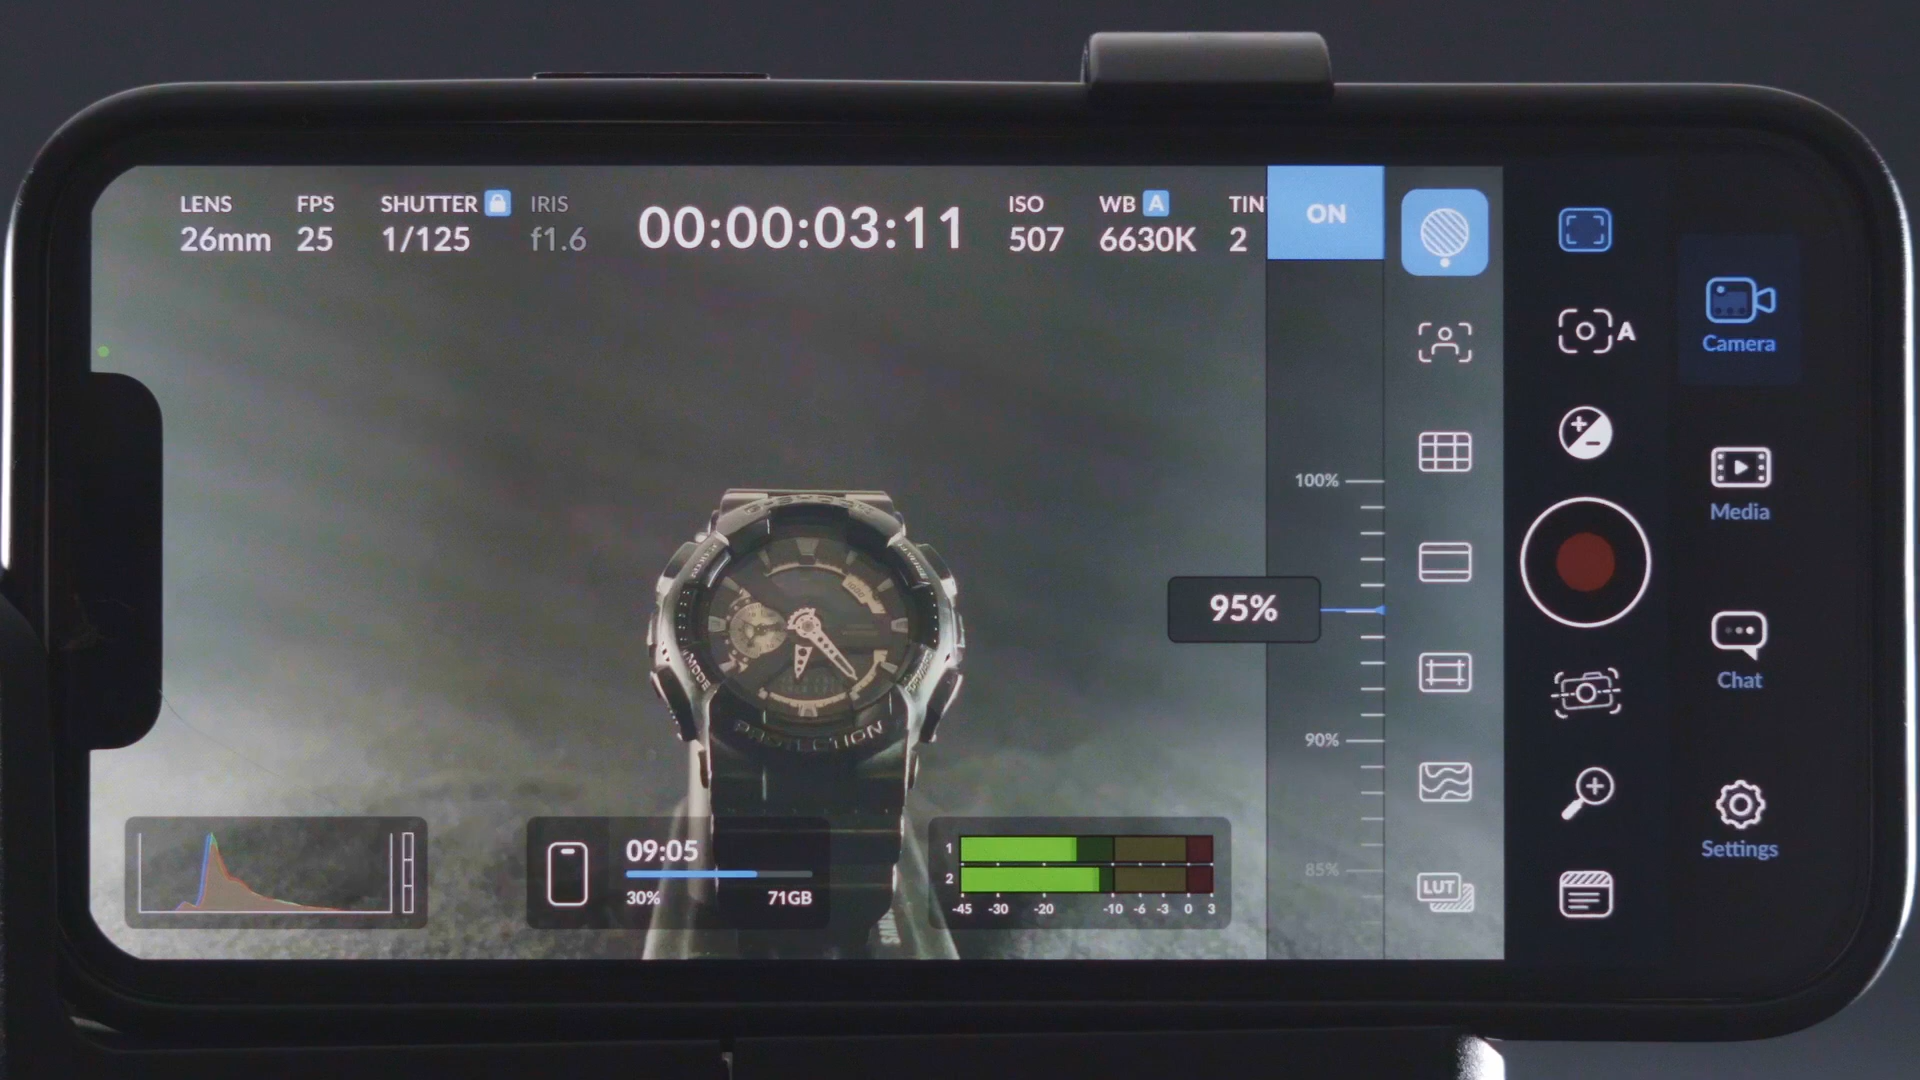 LENS FPS SHUTTER IRIS ISO WB A TIN
26mm 25 1/125 f1.6 00:00:03:11 507 6630K 2
ON
A
Camera
100%
Media
95%
MODE
Chat
PROTECTION
90%
Settings
09:05
30% 71GB
1
2
-45 -30 -20 -10 -6 -3 0 3
85%
LUT